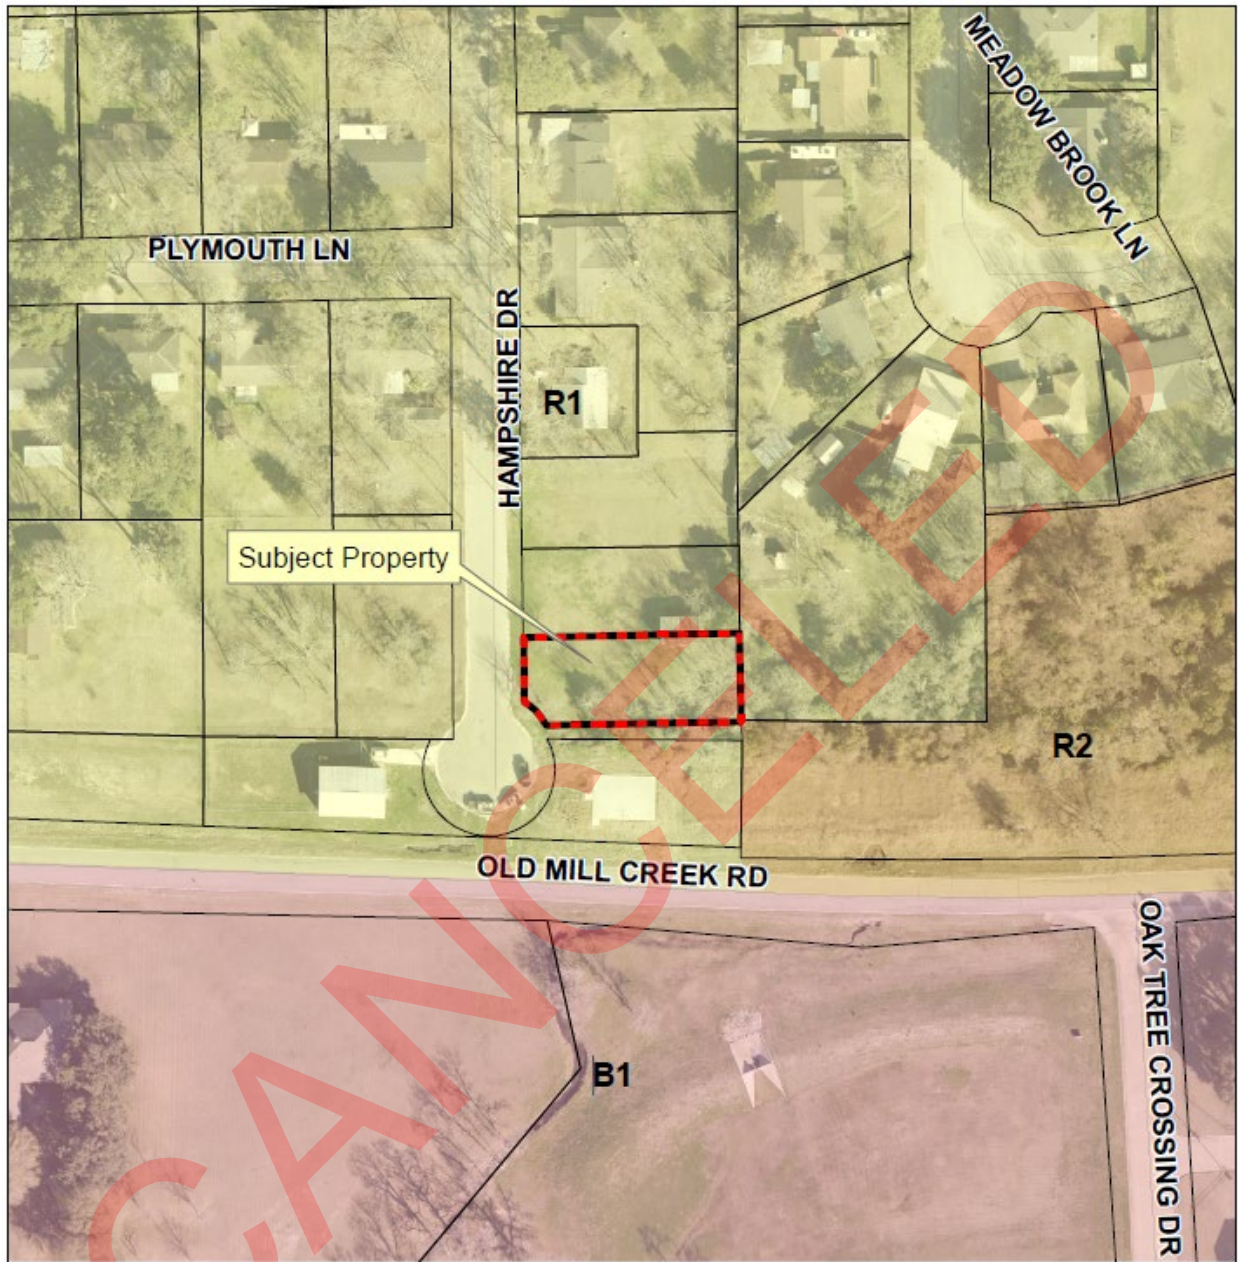 MEADOW BROOK LN
PLYMOUTH LN
HAMPSHIRE DR
R1
Subject Property
R2
OLD MILL CREEK RD
OAK TREE CROSSING DR
B1
CANCELED